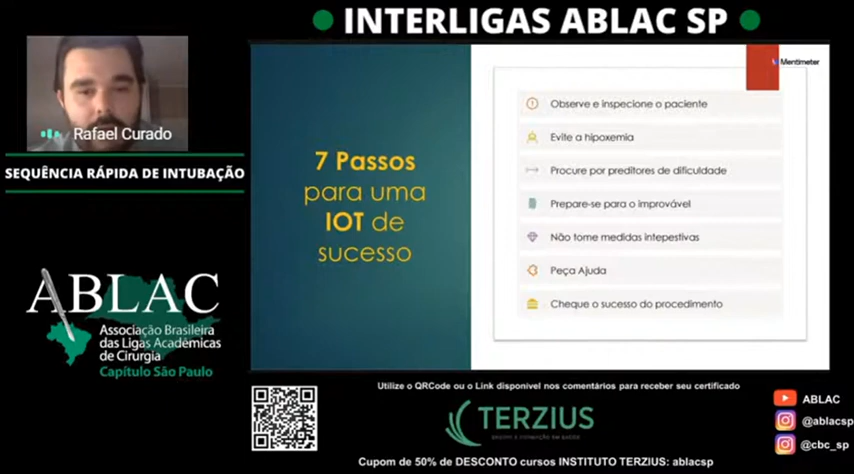 INTERLIGAS ABLAC SP
Rafael Curado
SEQUÊNCIA RÁPIDA DE INTUBAÇÃO
ABLAC
Associação Brasileira
das Ligas Acadêmicas
de Cirurgia
Capítulo São Paulo
7 Passos
para uma
IOT de
sucesso
Mentimeter
Observe e inspecione o paciente
Evite a hipoxemia
Procure por preditores de dificuldade
Prepare-se para o improvável
Não tome medidas intepestivas
Peça Ajuda
Cheque o sucesso do procedimento
Utilize o QRCode ou o Link disponível nos comentários para receber seu certificado
TERZIUS
Cupom de 50% de DESCONTO cursos INSTITUTO TERZIUS: ablacsp
ABLAC
@ablacsp
@cbc_sp